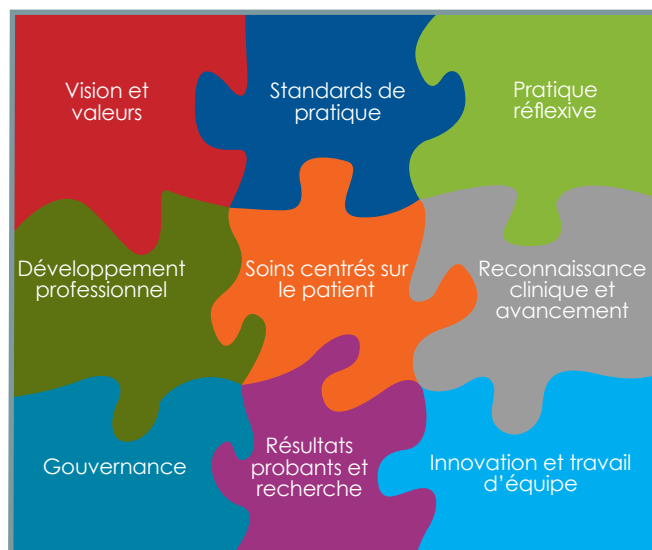 Vision et
valeurs
Standards de
pratique
Pratique
réflexive
Développement
professionnel
Soins centrés sur
le patient
Reconnaissance
clinique et
avancement
Gouvernance
Résultats
probants et
recherche
Innovation et travail
d’équipe